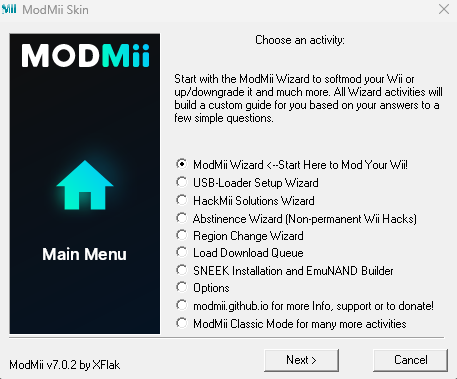 ModMii Skin
MODMii
Main Menu
Choose an activity:
Start with the ModMii Wizard to softmod your Wii or
up/downgrade it and much more. All Wizard activities will
build a custom guide for you based on your answers to a
few simple questions.
ModMii Wizard <--Start Here to Mod Your Wii!
USB-Loader Setup Wizard
HackMii Solutions Wizard
Abstinence Wizard (Non-permanent Wii Hacks)
Region Change Wizard
Load Download Queue
SNEEK Installation and EmuNAND Builder
Options
modmii.github.io for more Info, support or to donate!
ModMii Classic Mode for many more activities
ModMii v7.0.2 by XFlak
Next >
Cancel